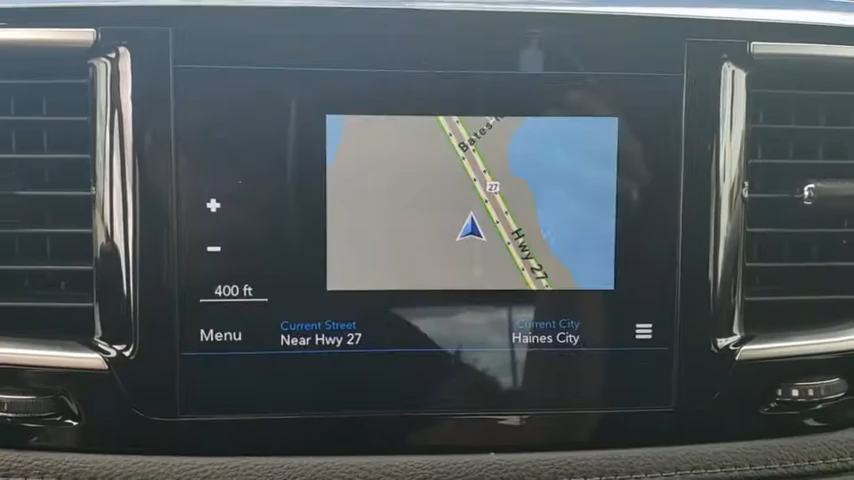 Bates
27
Hwy 27
+
-
400 ft
Menu
Current Street
Near Hwy 27
Current City
Haines City